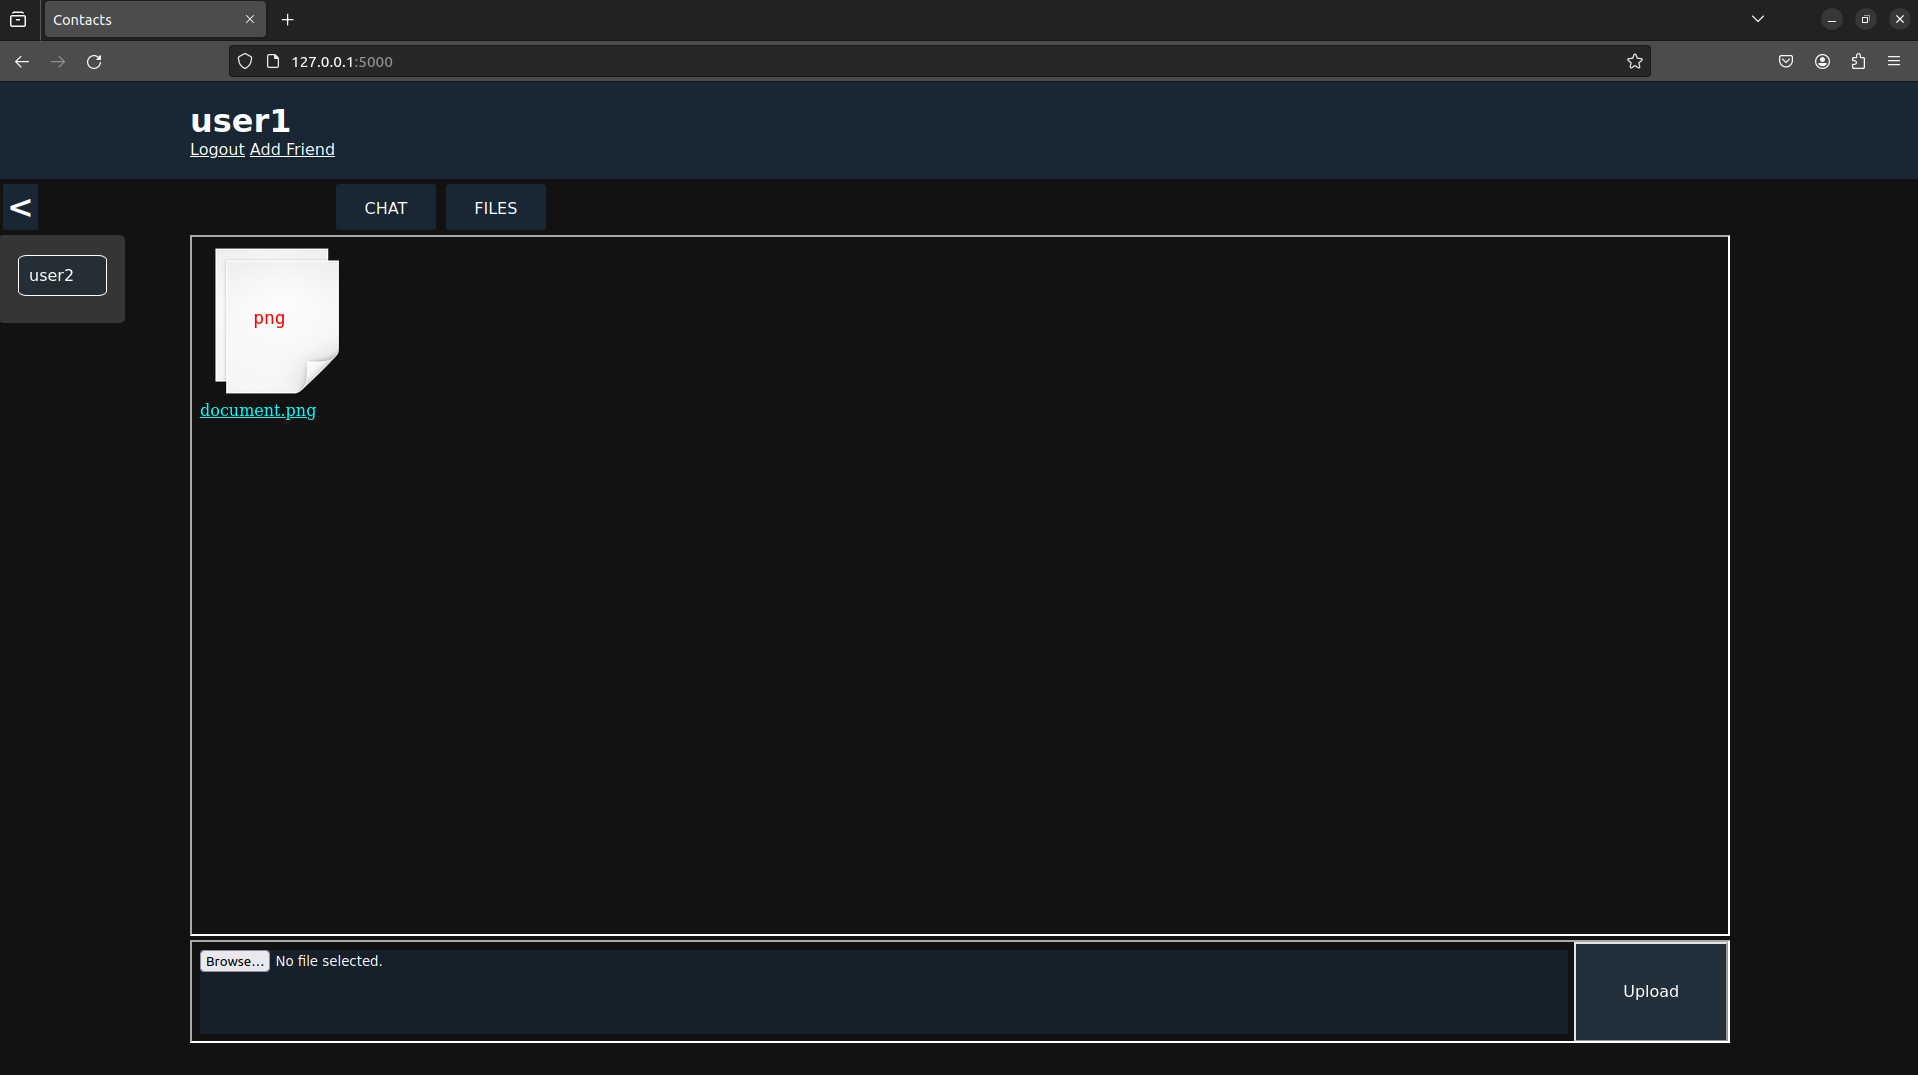 Contacts
127.0.0.1:5000
user1
Logout Add Friend
< CHAT FILES
user2
png
document.png
Browse... No file selected.
Upload